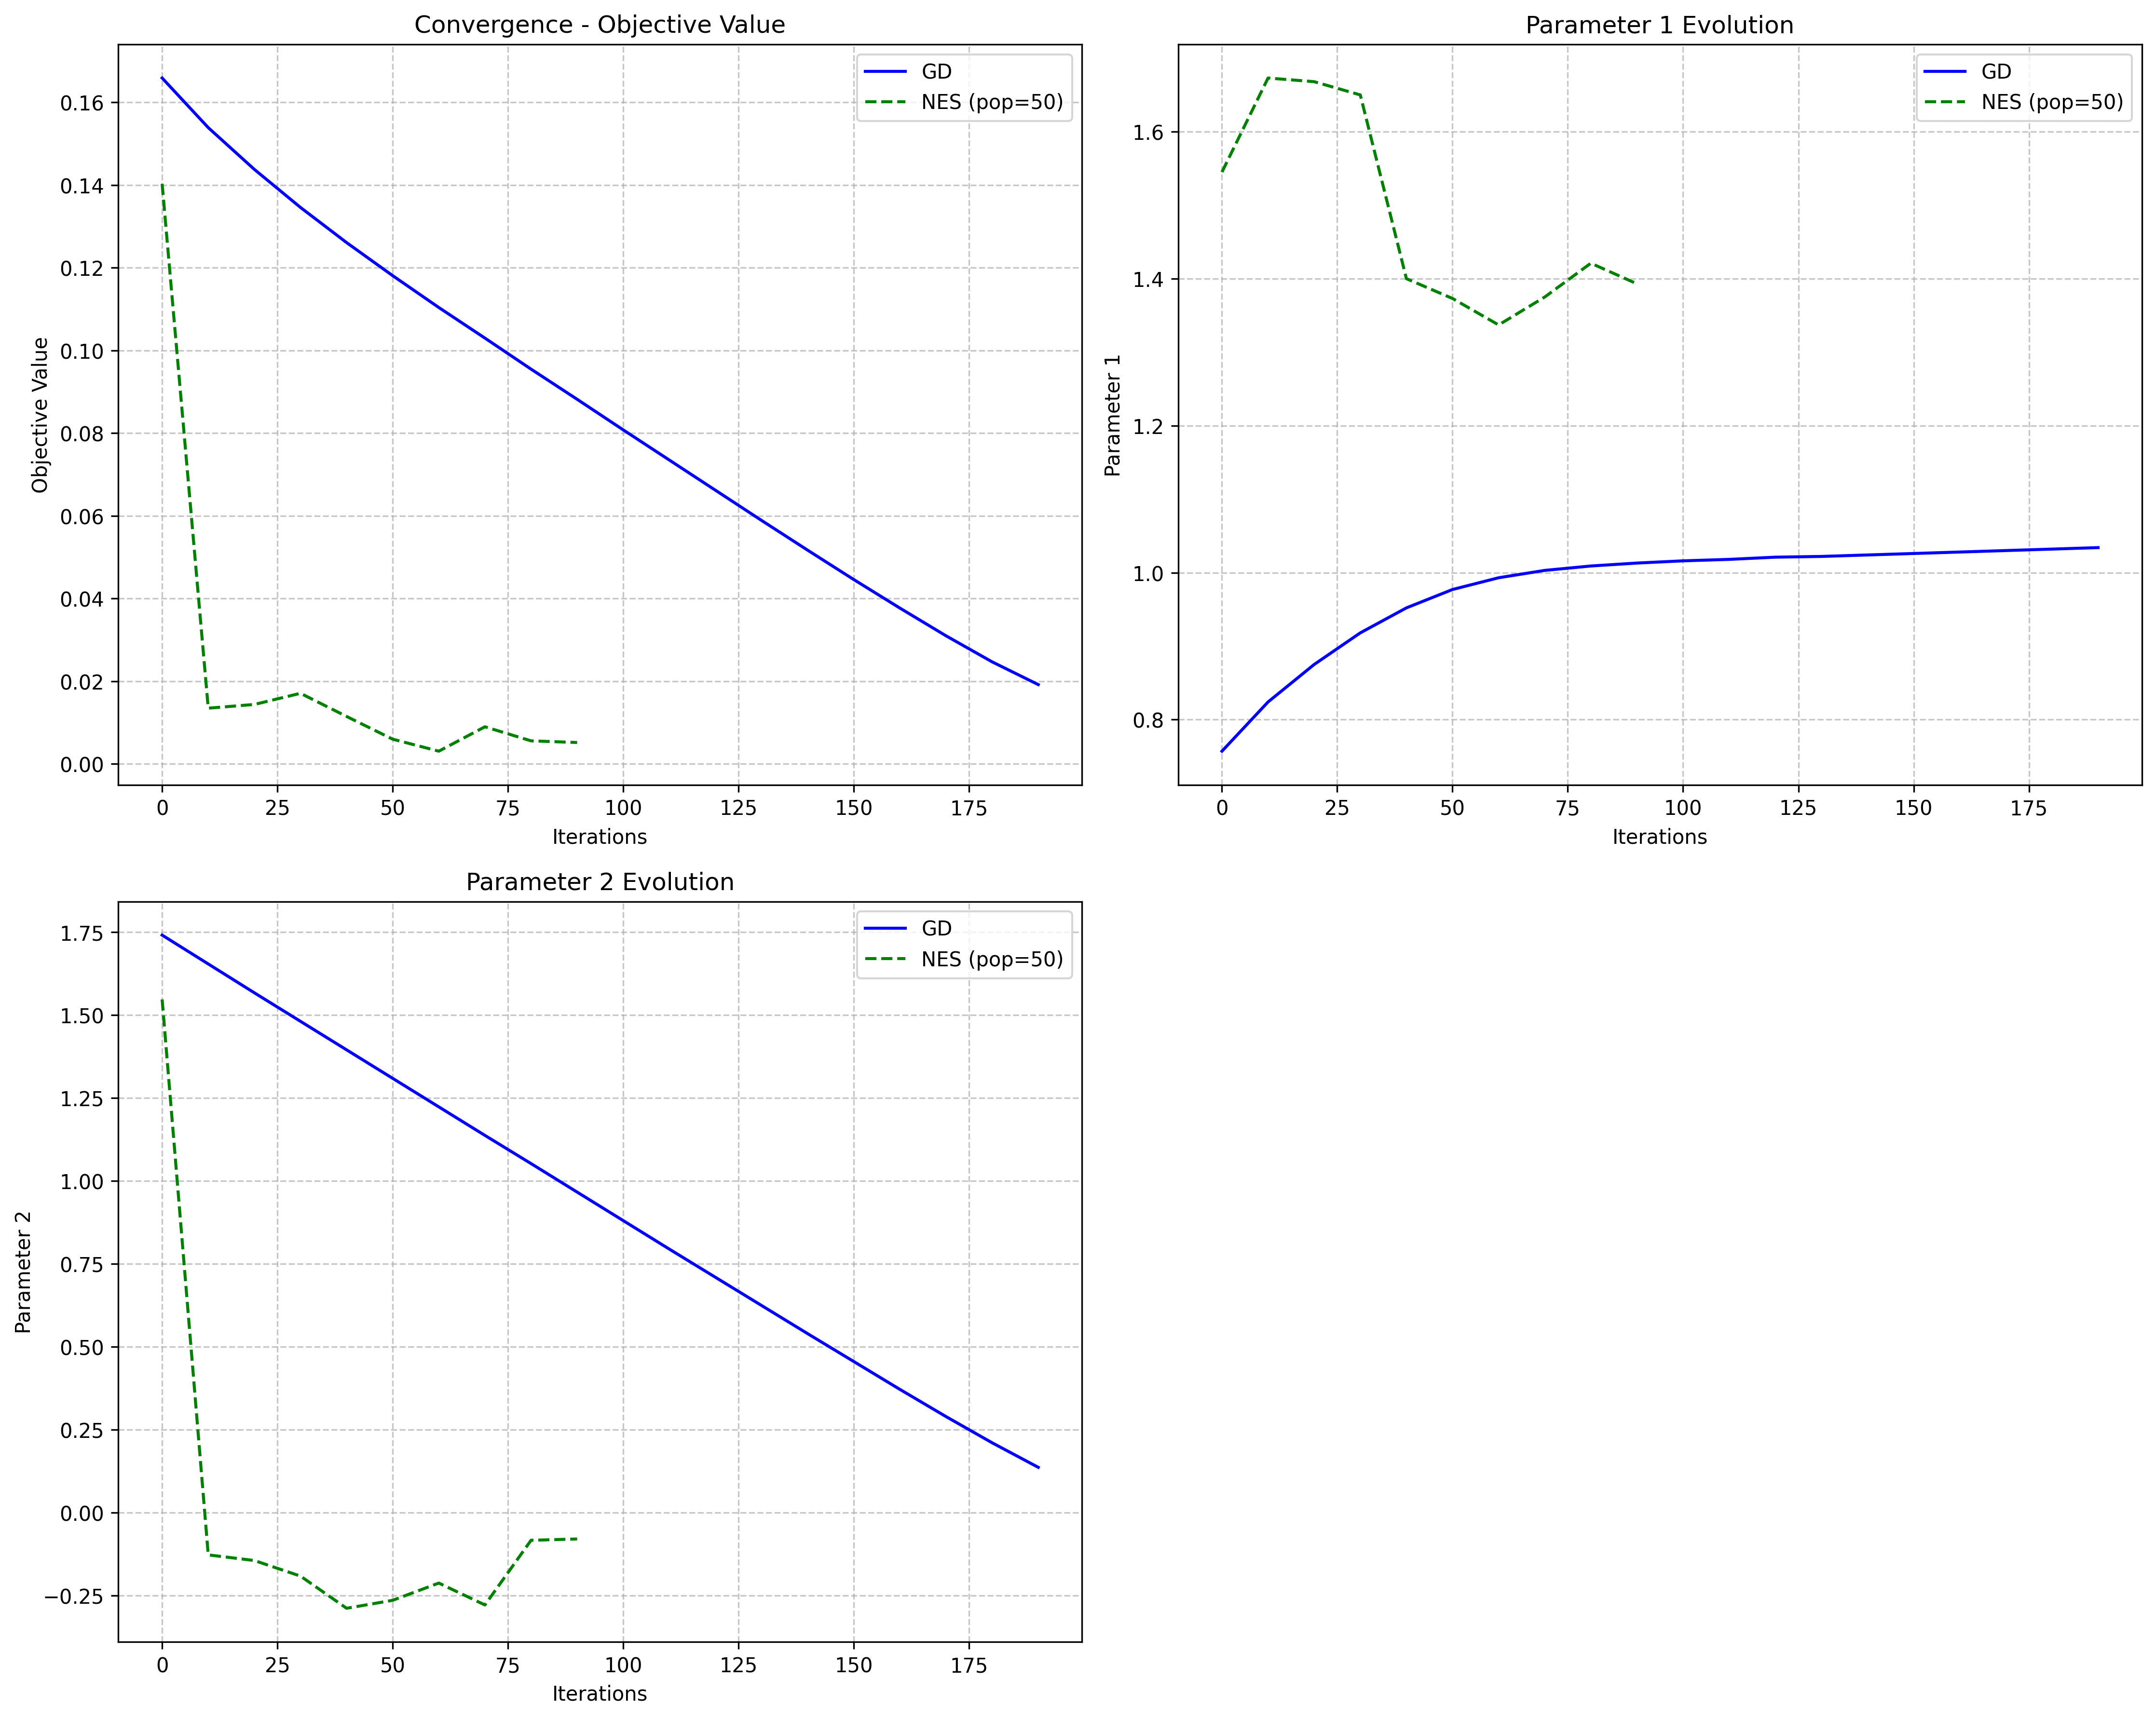 Convergence - Objective Value
GD
NES (pop=50)
0.16
0.14
0.12
0.10
0.08
0.06
0.04
0.02
0.00
Objective Value
0 25 50 75 100 125 150 175
Iterations
Parameter 1 Evolution
GD
NES (pop=50)
1.6
1.4
1.2
1.0
0.8
Parameter 1
0 25 50 75 100 125 150 175
Iterations
Parameter 2 Evolution
GD
NES (pop=50)
1.75
1.50
1.25
1.00
0.75
0.50
0.25
0.00
−0.25
Parameter 2
0 25 50 75 100 125 150 175
Iterations